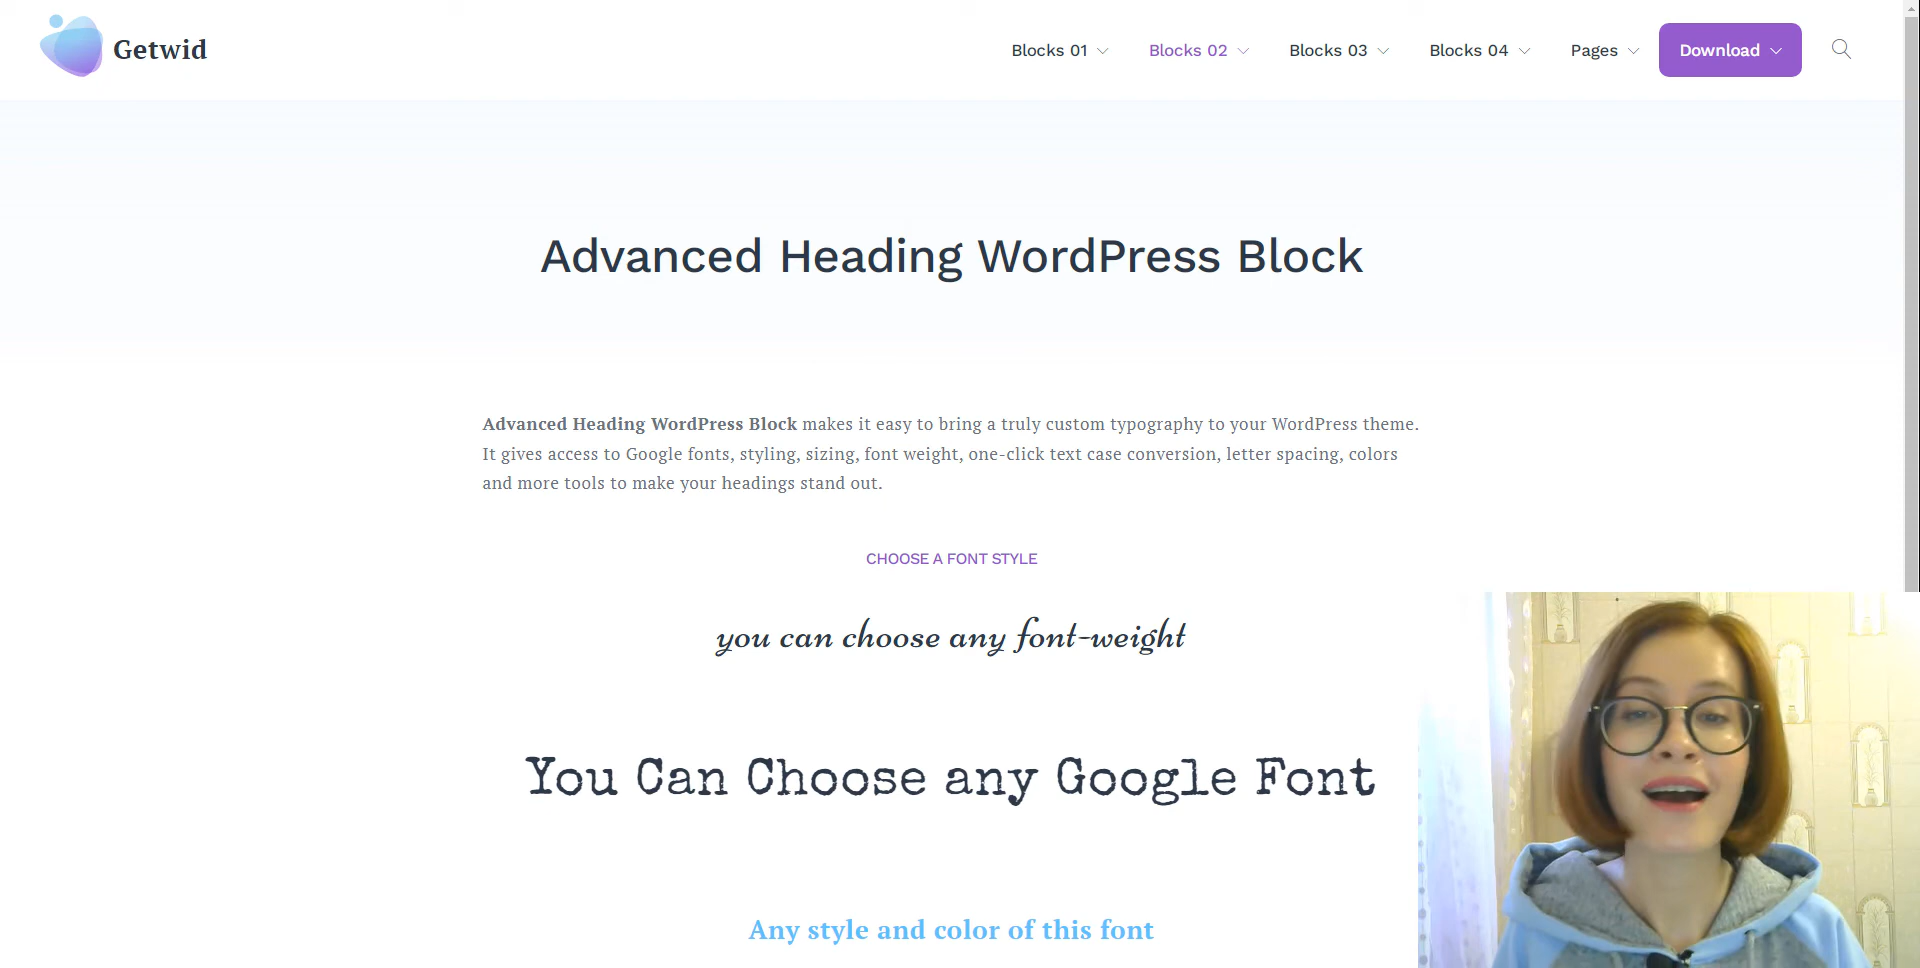 Getwid
Blocks 01
Blocks 02
Blocks 03
Blocks 04
Pages
Download
Advanced Heading WordPress Block
Advanced Heading WordPress Block makes it easy to bring a truly custom typography to your WordPress theme.
It gives access to Google fonts, styling, sizing, font weight, one-click text case conversion, letter spacing, colors
and more tools to make your headings stand out.
CHOOSE A FONT STYLE
you can choose any font-weight
You Can Choose any Google Font
Any style and color of this font